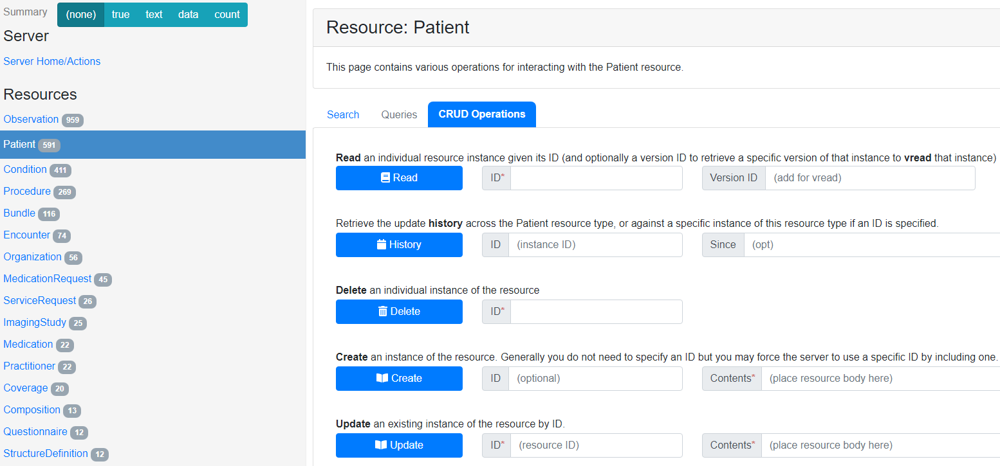 Summary (none) true text data count
Server
Server Home/Actions
Resources
Observation 959
Patient 591
Condition 411
Procedure 269
Bundle 116
Encounter 74
Organization 56
MedicationRequest 45
ServiceRequest 26
ImagingStudy 25
Medication 22
Practitioner 22
Coverage 20
Composition 13
Questionnaire 12
StructureDefinition 12
Resource: Patient
This page contains various operations for interacting with the Patient resource.
Search Queries CRUD Operations
Read an individual resource instance given its ID (and optionally a version ID to retrieve a specific version of that instance to vread that instance)
Read ID* Version ID (add for vread)
Retrieve the update history across the Patient resource type, or against a specific instance of this resource type if an ID is specified.
History ID (instance ID) Since (opt)
Delete an individual instance of the resource
Delete ID*
Create an instance of the resource. Generally you do not need to specify an ID but you may force the server to use a specific ID by including one.
Create ID (optional) Contents* (place resource body here)
Update an existing instance of the resource by ID.
Update ID* (resource ID) Contents* (place resource body here)